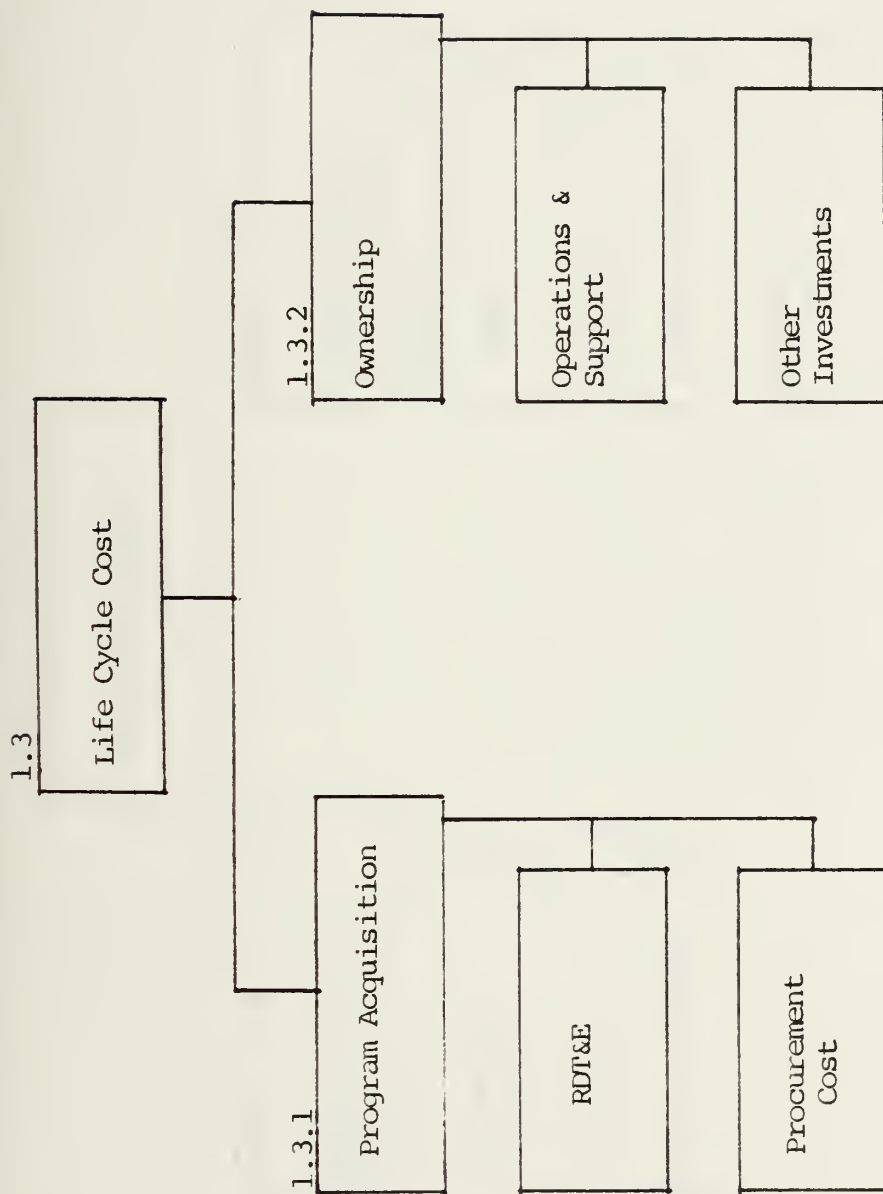 1.3
Life Cycle Cost
1.3.1
Program Acquisition
RDT&E
Procurement
Cost
1.3.2
Ownership
Operations &
Support
Other
Investments